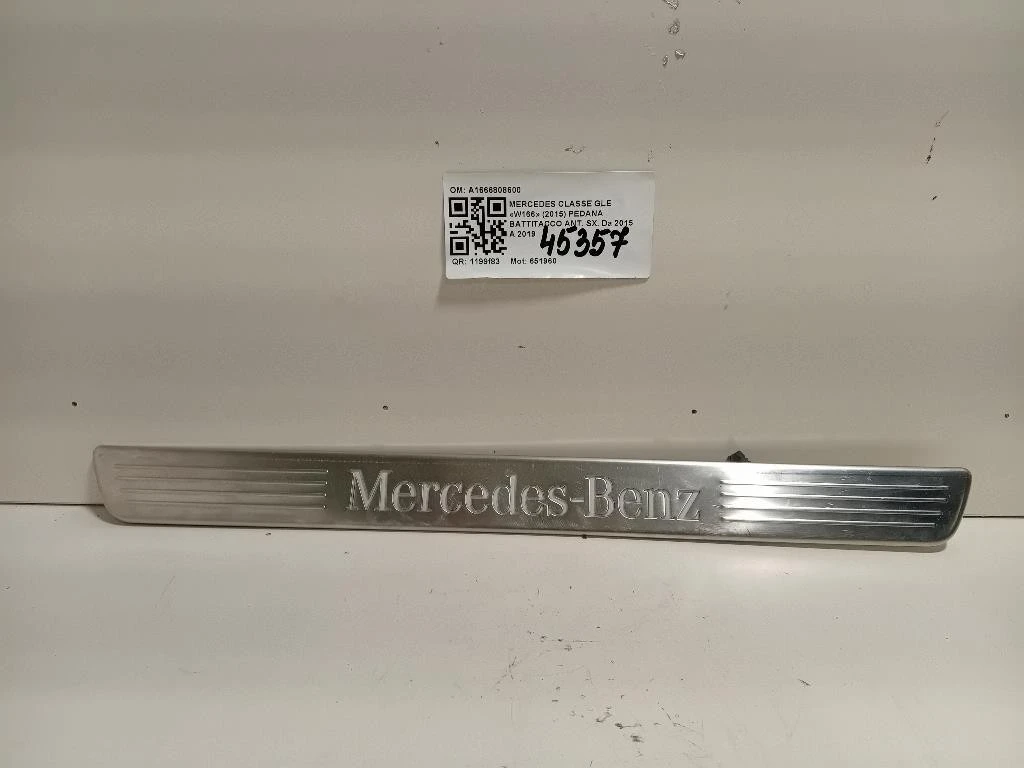 OM: A1666808600
MERCEDES CLASSE GLE
«W166» (2015) PEDANA
BATTITACCO ANT. SX. Da 2015
A 2019
45357
QR: 1199f83 Mot: 651960
Mercedes-Benz